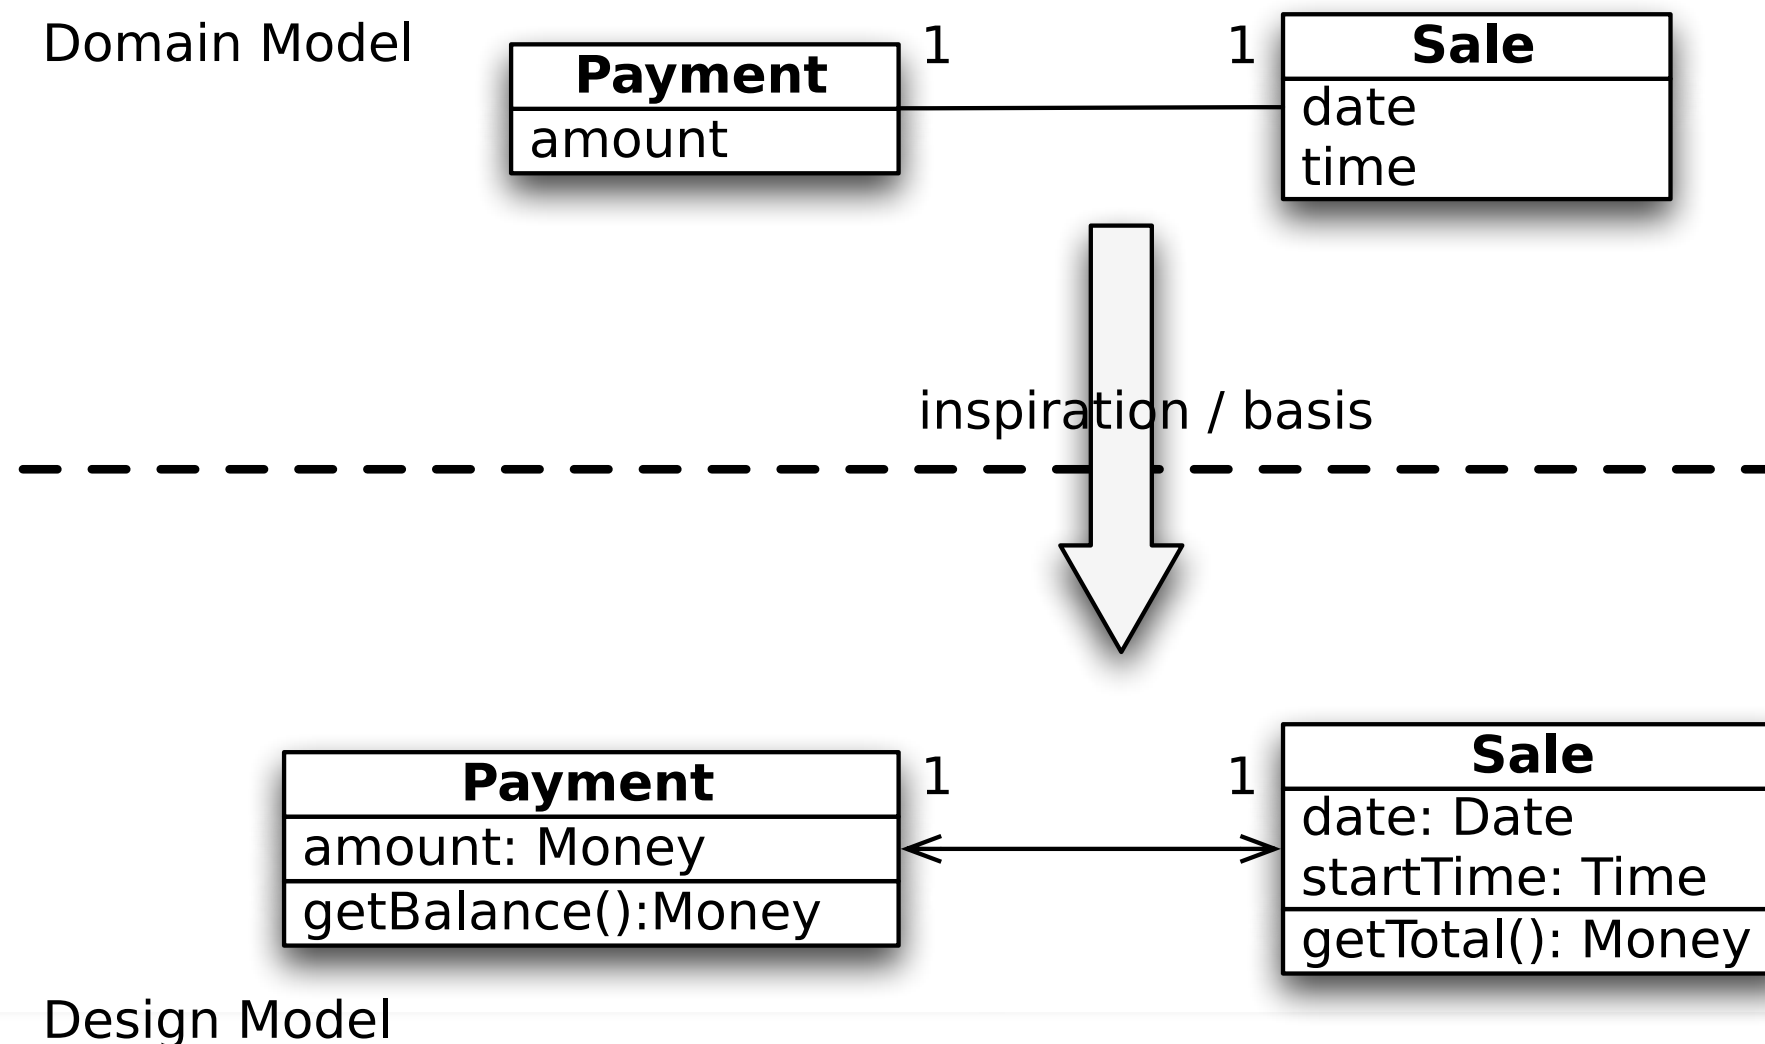 Domain Model
Payment
amount
1
1
Sale
date
time
inspiration / basis
Payment
amount: Money
getBalance():Money
1
1
Sale
date: Date
startTime: Time
getTotal(): Money
Design Model